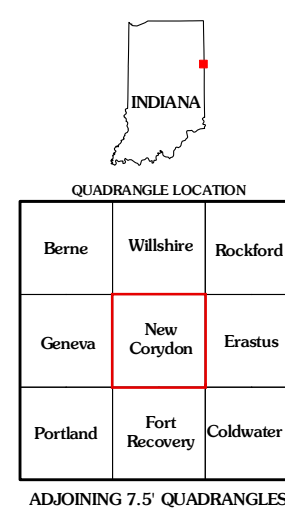 INDIANA
QUADRANGLE LOCATION
Berne
Willshire
Rockford
Geneva
New
Corydon
Erastus
Portland
Fort
Recovery
Coldwater
ADJOINING 7.5' QUADRANGLES